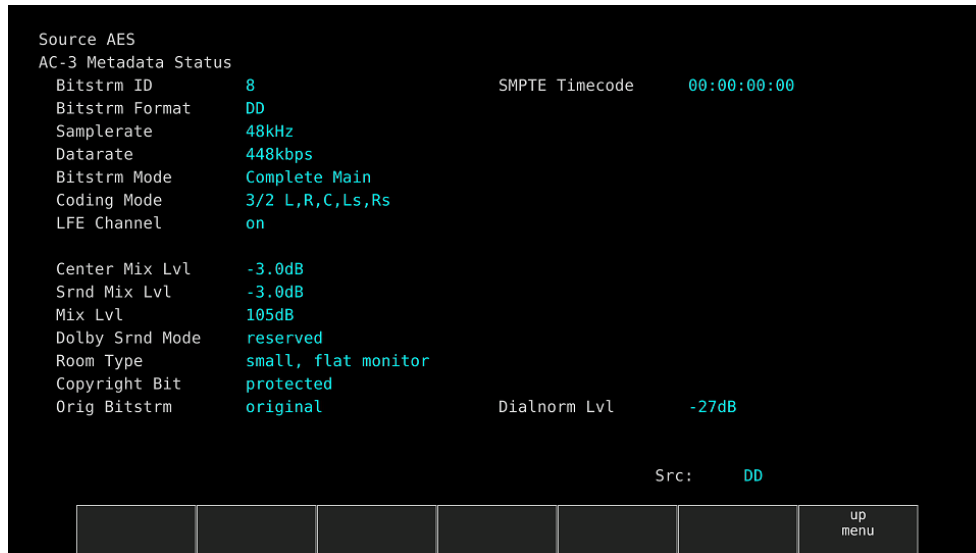 Source AES
AC-3 Metadata Status
Bitstrm ID 8 SMPTE Timecode 00:00:00:00
Bitstrm Format DD
Samplerate 48kHz
Datarate 448kbps
Bitstrm Mode Complete Main
Coding Mode 3/2 L,R,C,Ls,Rs
LFE Channel on
Center Mix Lvl -3.0dB
Srnd Mix Lvl -3.0dB
Mix Lvl 105dB
Dolby Srnd Mode reserved
Room Type small, flat monitor
Copyright Bit protected
Orig Bitstrm original Dialnorm Lvl -27dB
Src: DD
up
menu